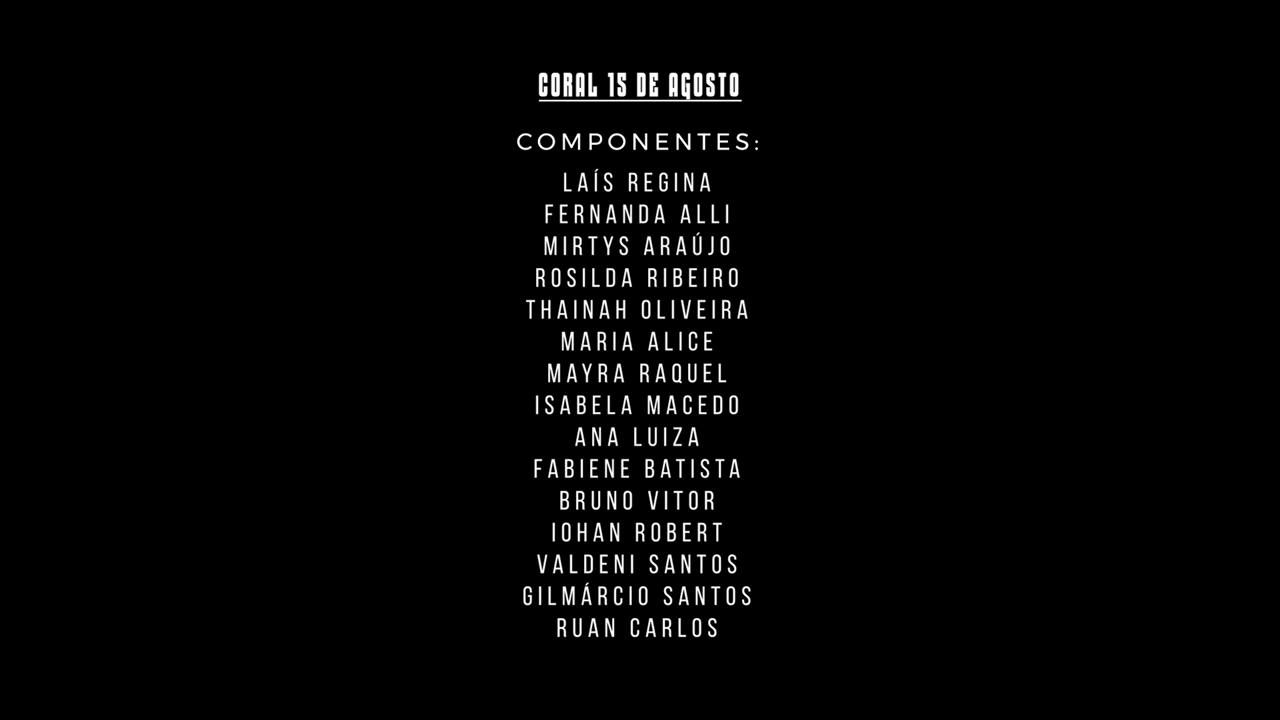 CORAL 15 DE AGOSTO
COMPONENTES:
LAÍS REGINA
FERNANDA ALLI
MIRTYS ARAÚJO
ROSILDA RIBEIRO
THAINAH OLIVEIRA
MARIA ALICE
MAYRA RAQUEL
ISABELA MACEDO
ANA LUIZA
FABIENE BATISTA
BRUNO VITOR
IOHAN ROBERT
VALDENI SANTOS
GILMÁRCIO SANTOS
RUAN CARLOS